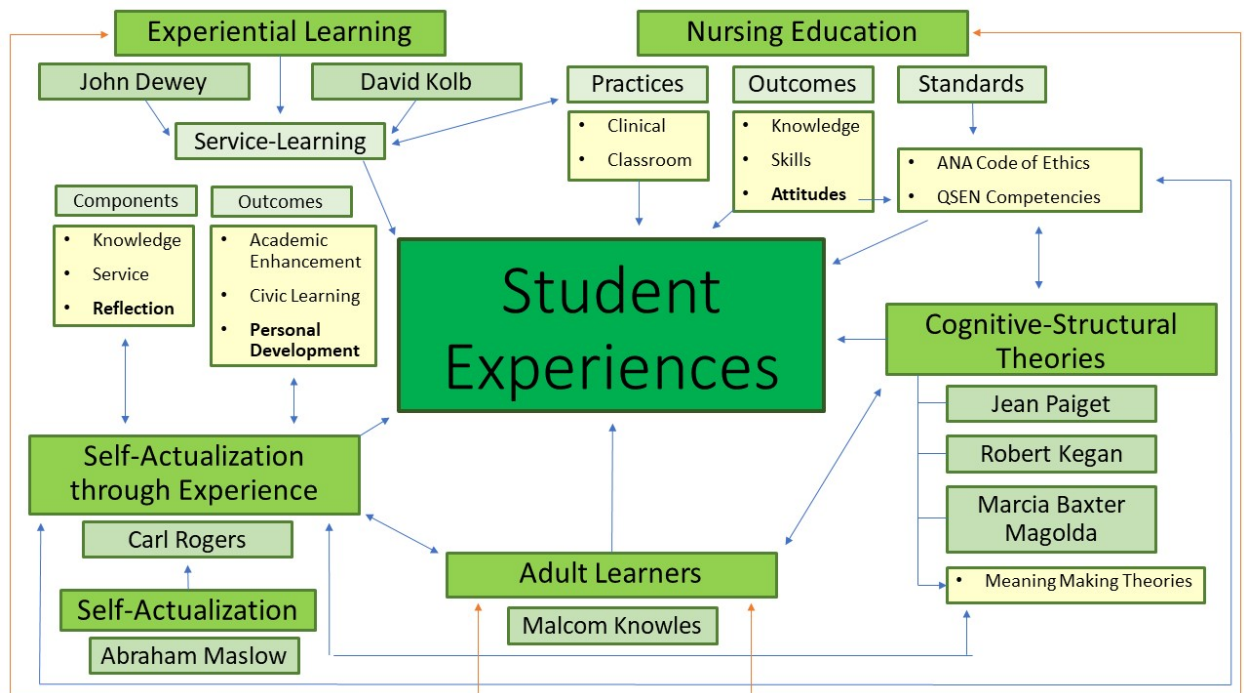 Experiential Learning
Nursing Education
John Dewey
David Kolb
Practices
Outcomes
Standards
Service-Learning
• Clinical
• Classroom
• Knowledge
• Skills
• Attitudes
• ANA Code of Ethics
• QSEN Competencies
Components
Outcomes
• Knowledge
• Service
• Reflection
• Academic
Enhancement
• Civic Learning
• Personal
Development
Student
Experiences
Cognitive-Structural
Theories
Jean Paiget
Robert Kegan
Marcia Baxter
Magolda
• Meaning Making Theories
Self-Actualization
through Experience
Carl Rogers
Self-Actualization
Abraham Maslow
Adult Learners
Malcom Knowles